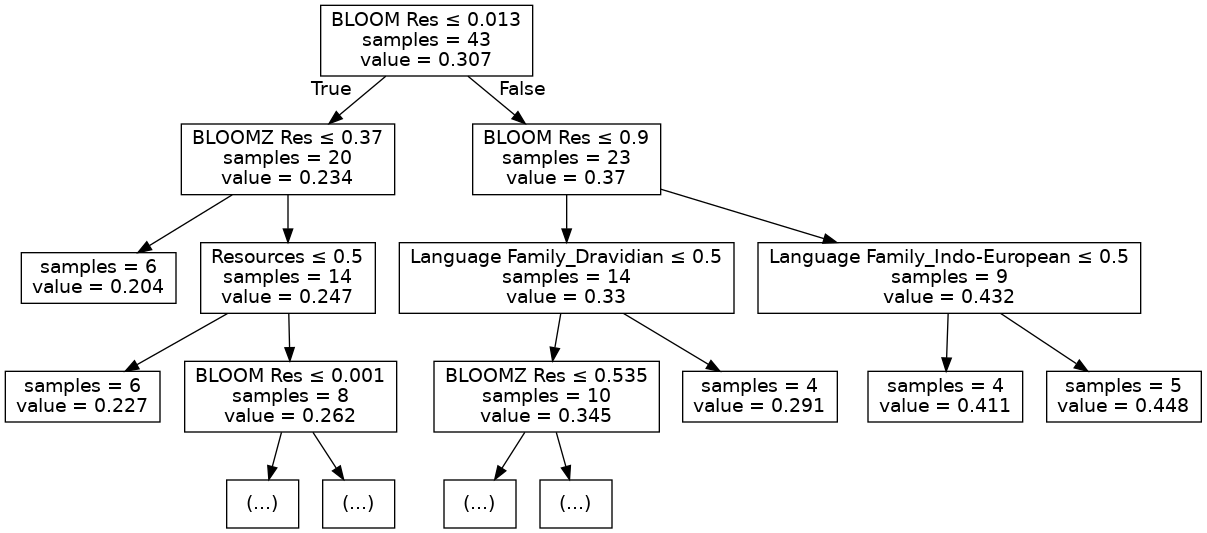 BLOOM Res ≤ 0.013
samples = 43
value = 0.307
True
False
BLOOMZ Res ≤ 0.37
samples = 20
value = 0.234
BLOOM Res ≤ 0.9
samples = 23
value = 0.37
samples = 6
value = 0.204
Resources ≤ 0.5
samples = 14
value = 0.247
Language Family_Dravidian ≤ 0.5
samples = 14
value = 0.33
Language Family_Indo-European ≤ 0.5
samples = 9
value = 0.432
samples = 6
value = 0.227
BLOOM Res ≤ 0.001
samples = 8
value = 0.262
BLOOMZ Res ≤ 0.535
samples = 10
value = 0.345
samples = 4
value = 0.291
samples = 4
value = 0.411
samples = 5
value = 0.448
(...)
(...)
(...)
(...)